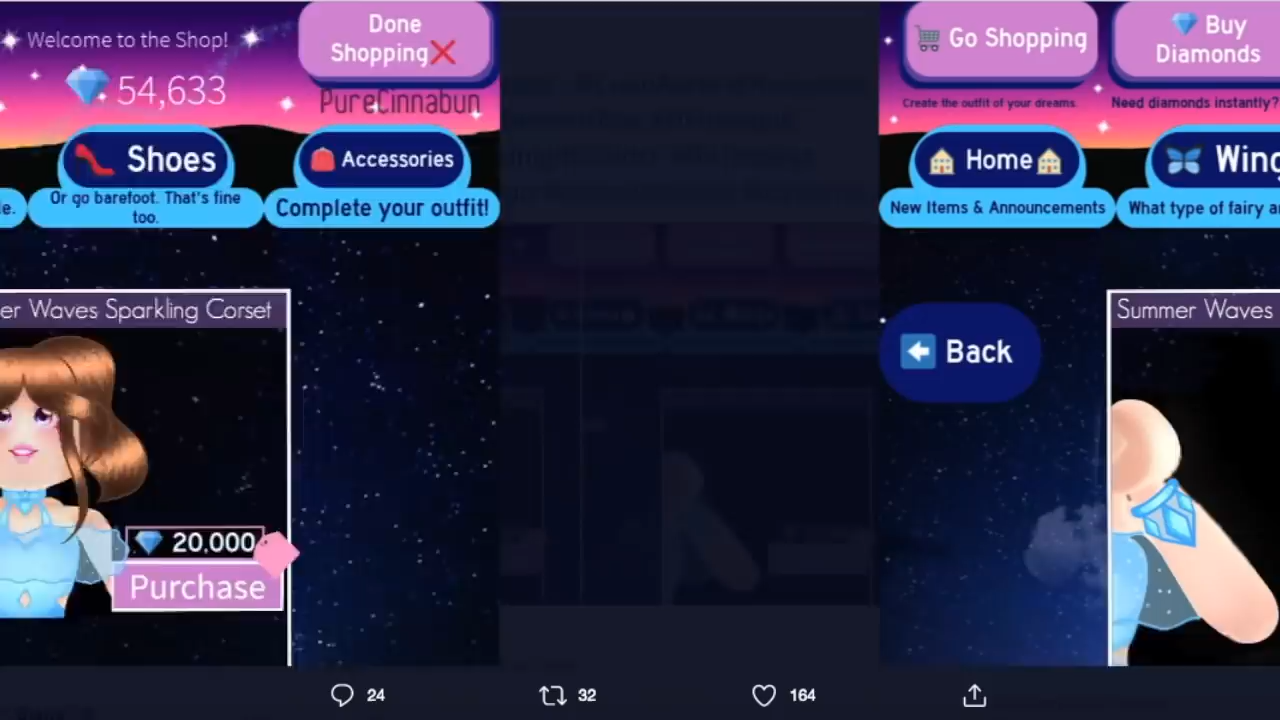 Welcome to the Shop!
54,633
Done
Shopping
PureCinnabun
Shoes
Accessories
e.
Or go barefoot. That's fine
too.
Complete your outfit!
er Waves Sparkling Corset
20,000
Purchase
Go Shopping
Buy
Diamonds
Create the outfit of your dreams.
Need diamonds instantly?
Home
Wing
New Items & Announcements
What type of fairy a
Back
Summer Waves
24
32
164